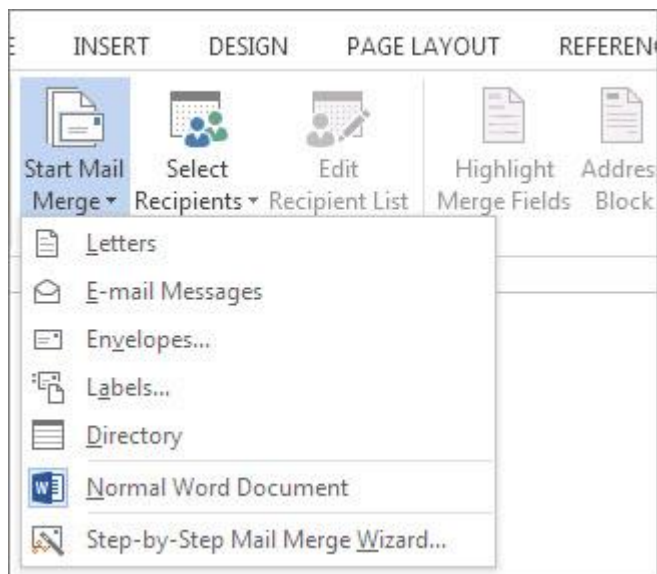 INSERT DESIGN PAGE LAYOUT
Start Mail Select Edit Highlight
Merge Recipients Recipient List Merge Fields Block
Letters
E-mail Messages
Envelopes...
Labels...
Directory
Normal Word Document
Step-by-Step Mail Merge Wizard...